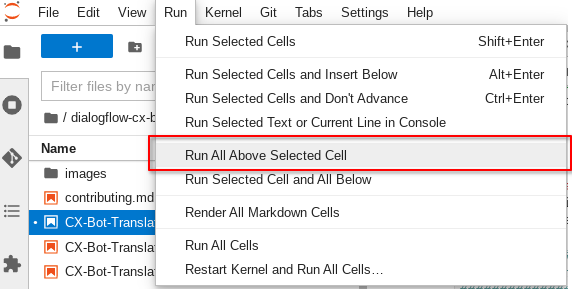 File Edit View Run Kernel Git Tabs Settings Help
Run Selected Cells Shift+Enter
Filter files by na
Run Selected Cells and Insert Below Alt+Enter
Run Selected Cells and Don't Advance Ctrl+Enter
/ dialogflow-cx-b
Run Selected Text or Current Line in Console
Name
Run All Above Selected Cell
images
Run Selected Cell and All Below
contributing.md
Render All Markdown Cells
CX-Bot-Transla
CX-Bot-Transla
Run All Cells
CX-Bot-Transla
Restart Kernel and Run All Cells…